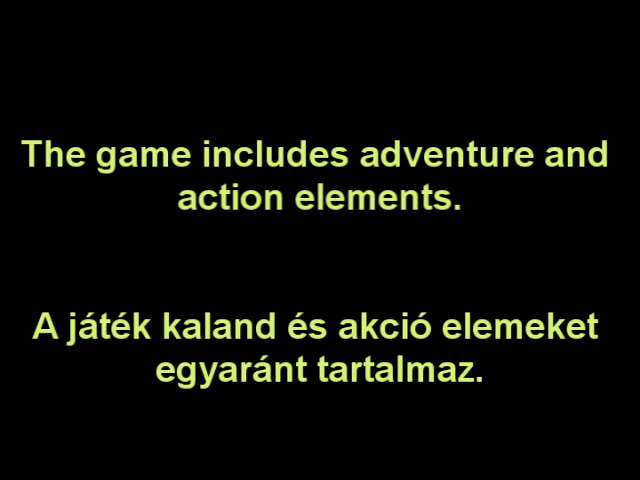 The game includes adventure and
action elements.
A játék kaland és akció elemeket
egyaránt tartalmaz.